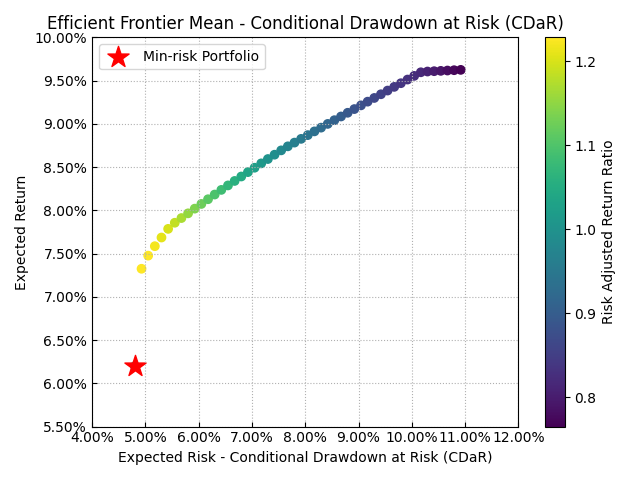 Efficient Frontier Mean - Conditional Drawdown at Risk (CDaR)
Min-risk Portfolio
10.00%
9.50%
9.00%
8.50%
8.00%
7.50%
7.00%
6.50%
6.00%
5.50%
Expected Return
4.00% 5.00% 6.00% 7.00% 8.00% 9.00% 10.00% 11.00% 12.00%
Expected Risk - Conditional Drawdown at Risk (CDaR)
1.2
1.1
1.0
0.9
0.8
Risk Adjusted Return Ratio